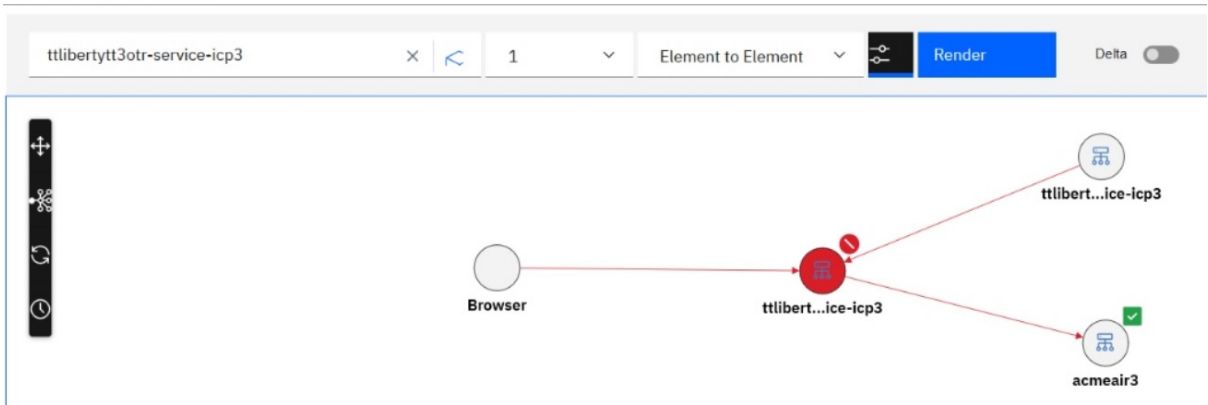 ttlibertytt3otr-service-icp3 1 Element to Element Render Delta
ttlibert...ice-icp3
Browser
ttlibert...ice-icp3
acmeair3